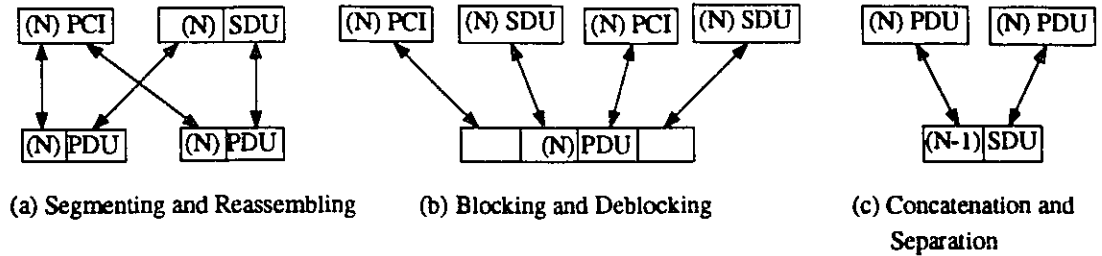 (N) PCI (N) SDU (N) PCI (N) SDU (N) PCI (N) SDU (N) PDU (N) PDU
(N) PDU (N) PDU (N) PDU (N-1) SDU
(a) Segmenting and Reassembling (b) Blocking and Deblocking (c) Concatenation and
Separation